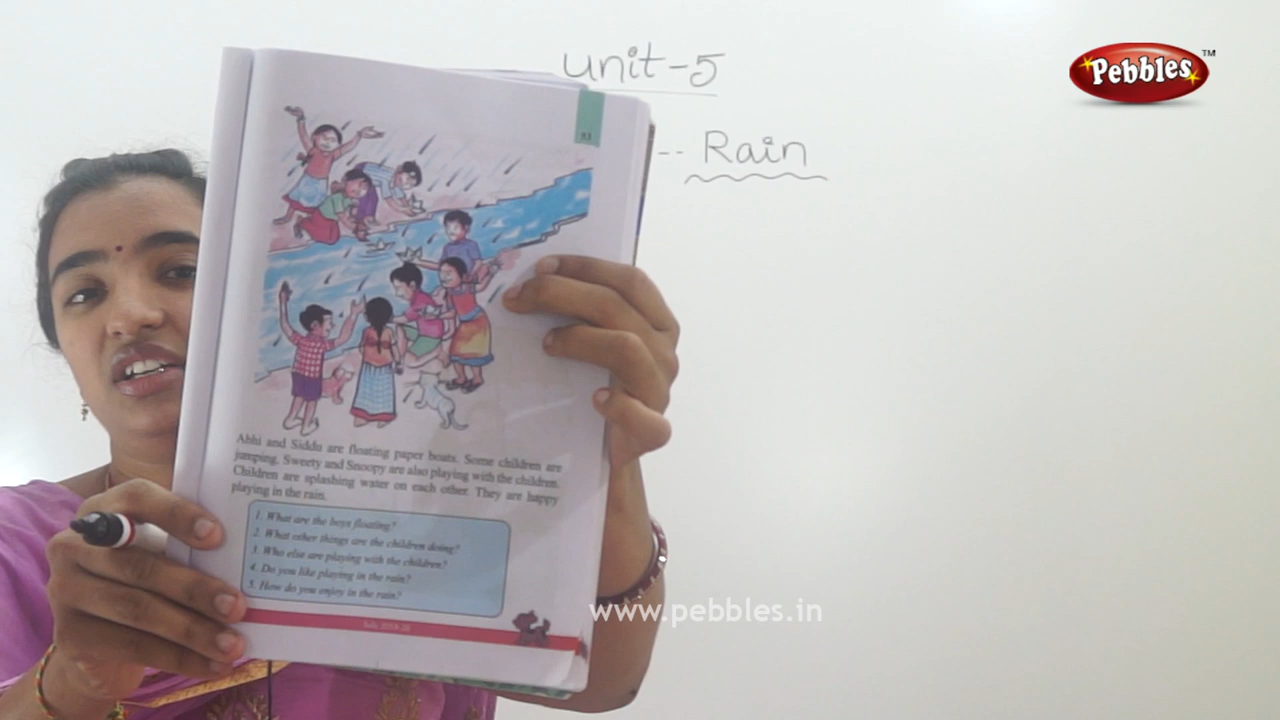 unit-5
-- Rain
Pebbles TM
93
Abhi and Siddu are floating paper boats. Some children are
jumping. Sweety and Snoopy are also playing with the children.
Children are splashing water on each other. They are happy
playing in the rain.
1. What are the boys floating?
2. What other things are the children doing?
3. Who else are playing with the children?
4. Do you like playing in the rain?
5. How do you enjoy in the rain?
www.pebbles.in